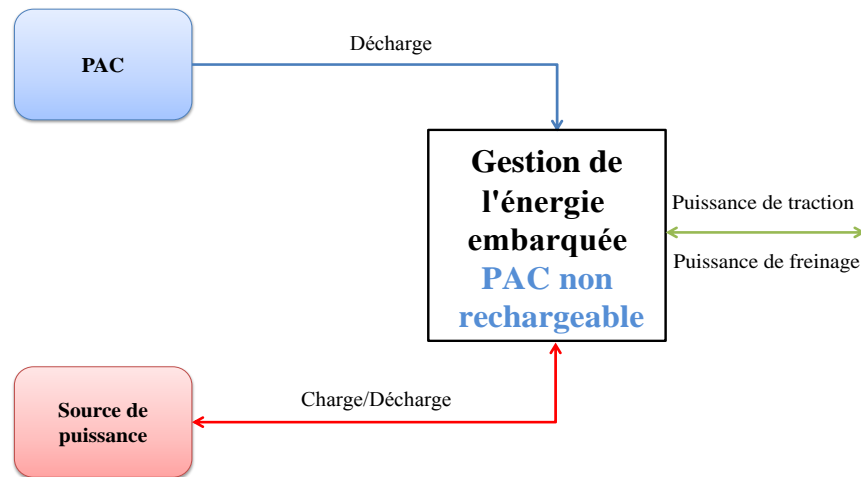 PAC
Décharge
Gestion de
l'énergie
embarquée
PAC non
rechargeable
Puissance de traction
Puissance de freinage
Charge/Décharge
Source de
puissance